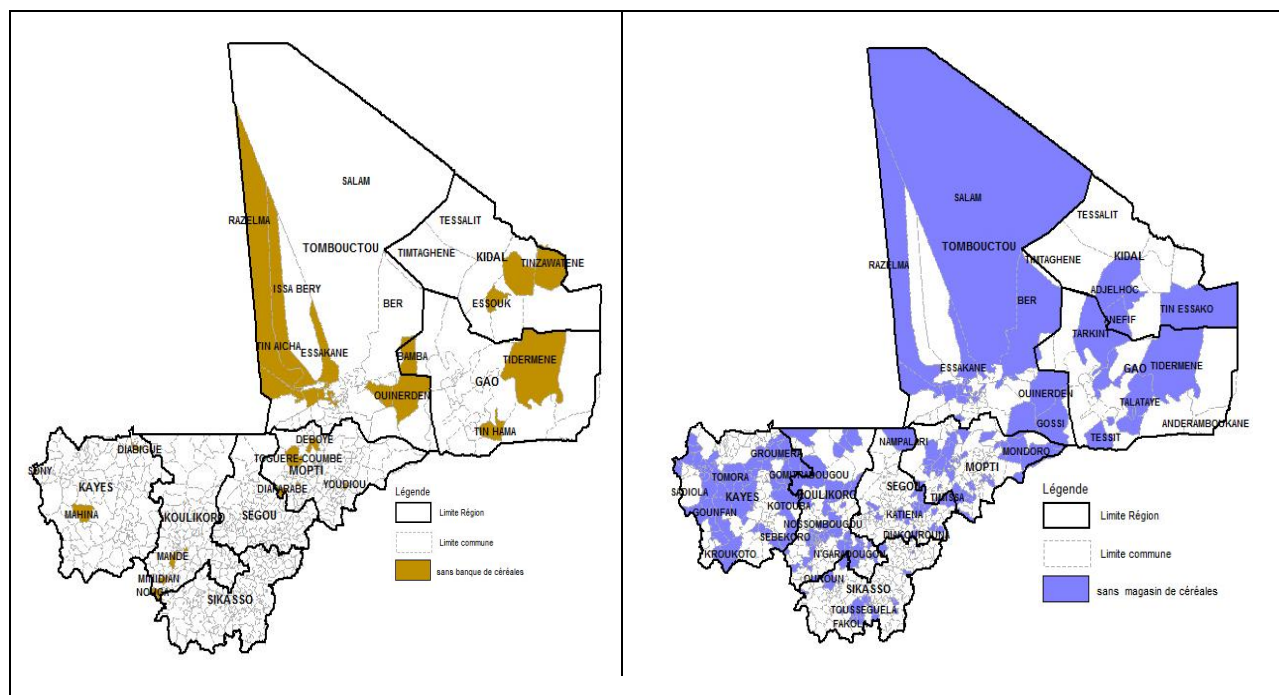 SALAM
RAZELMA
TESSALIT
TOMBOUCTOU
TIMTAGHENE
KIDAL
TINZAWATENE
ISSA BERY
BER
ESSOUK
TIN AICHA
ESSAKANE
BAMBA
TIDERMENE
GAO
OUINERDEN
TIN HAMA
DIABIGUE
DEBOYE
TOGUERE-COUMBE
MOPTI
SONY
KAYES
DIAFARABE
YOUDIOU
MAHINA
KOULIKORO
SEGOU
MANDE
MINIDIAN
NOUGA
SIKASSO
Légende
Limite Région
Limite commune
sans banque de céréales
SALAM
TESSALIT
TOMBOUCTOU
RAZELMA
TIMTAGHENE
KIDAL
ADJELHOC
BER
TIN ESSAKO
ANEFIF
TARKINT
ESSAKANE
GAO
TIDERMENE
OUINERDEN
TALATAYE
GOSSI
ANDERAMBOUKANE
TESSIT
NAMPALARI
GROUMERA
MONDORO
MOPTI
TOMORA
GOMITRADOUGOU
SADIOLA
KAYES
KOULIKORO
SEGOU
KOTOUBA
TIMISSA
GOUNFAN
NOSSOMBOUGOU
KATIENA
SEBEKORO
DIAKOUROUNA
KROUKOTO
N'GARADOUGOU
OUROUN
SIKASSO
TOUSSEGUELA
FAKOLA
Légende
Limite Région
Limite commune
sans magasin de céréales